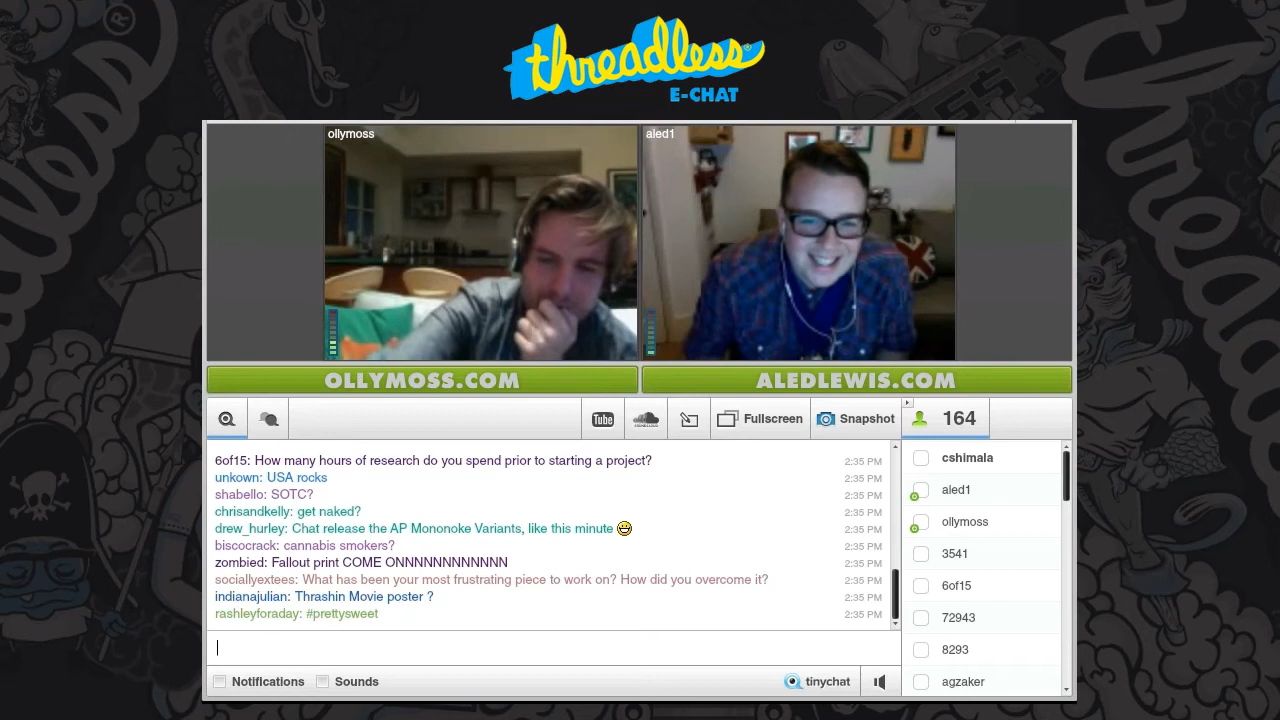 threadless®
E-CHAT
ollymoss
aled1
OLLYMOSS.COM
ALEDLEWIS.COM
You Tube
SOUNDCLOUD
Fullscreen
Snapshot
164
6of15: How many hours of research do you spend prior to starting a project? 2:35 PM
unkown: USA rocks 2:35 PM
shabello: SOTC? 2:35 PM
chrisandkelly: get naked? 2:35 PM
drew_hurley: Chat release the AP Mononoke Variants, like this minute 2:35 PM
biscocrack: cannabis smokers? 2:35 PM
zombied: Fallout print COME ONNNNNNNNNNNN 2:35 PM
sociallyextees: What has been your most frustrating piece to work on? How did you overcome it? 2:35 PM
indianajulian: Thrashin Movie poster ? 2:35 PM
rashleyforaday: #prettysweet 2:35 PM
cshimala
aled1
ollymoss
3541
6of15
72943
8293
agzaker
Notifications
Sounds
tinychat